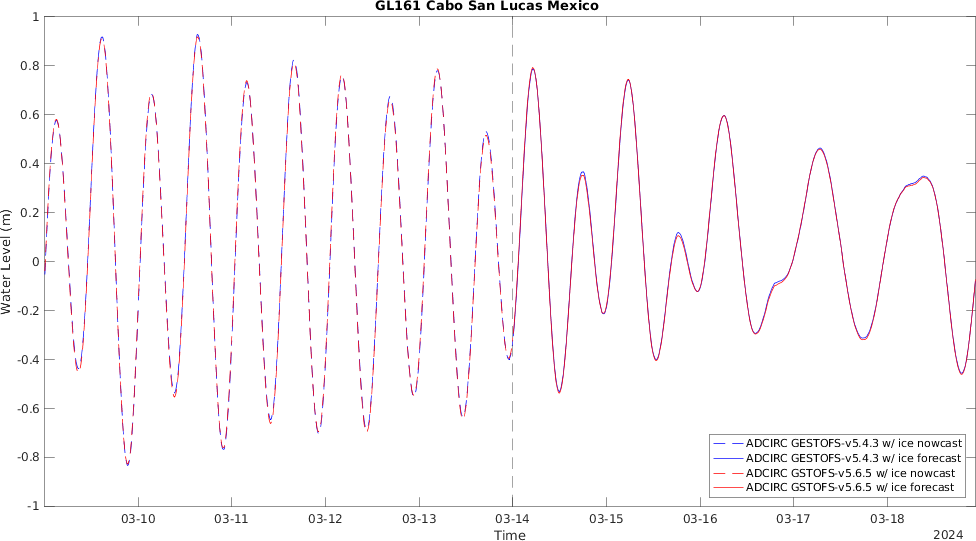 GL161 Cabo San Lucas Mexico
1
0.8
0.6
0.4
0.2
0
-0.2
-0.4
-0.6
-0.8
-1
Water Level (m)
ADCIRC GESTOFS-v5.4.3 w/ ice nowcast
ADCIRC GESTOFS-v5.4.3 w/ ice forecast
ADCIRC GSTOFS-v5.6.5 w/ ice nowcast
ADCIRC GSTOFS-v5.6.5 w/ ice forecast
03-10 03-11 03-12 03-13 03-14 03-15 03-16 03-17 03-18
Time
2024